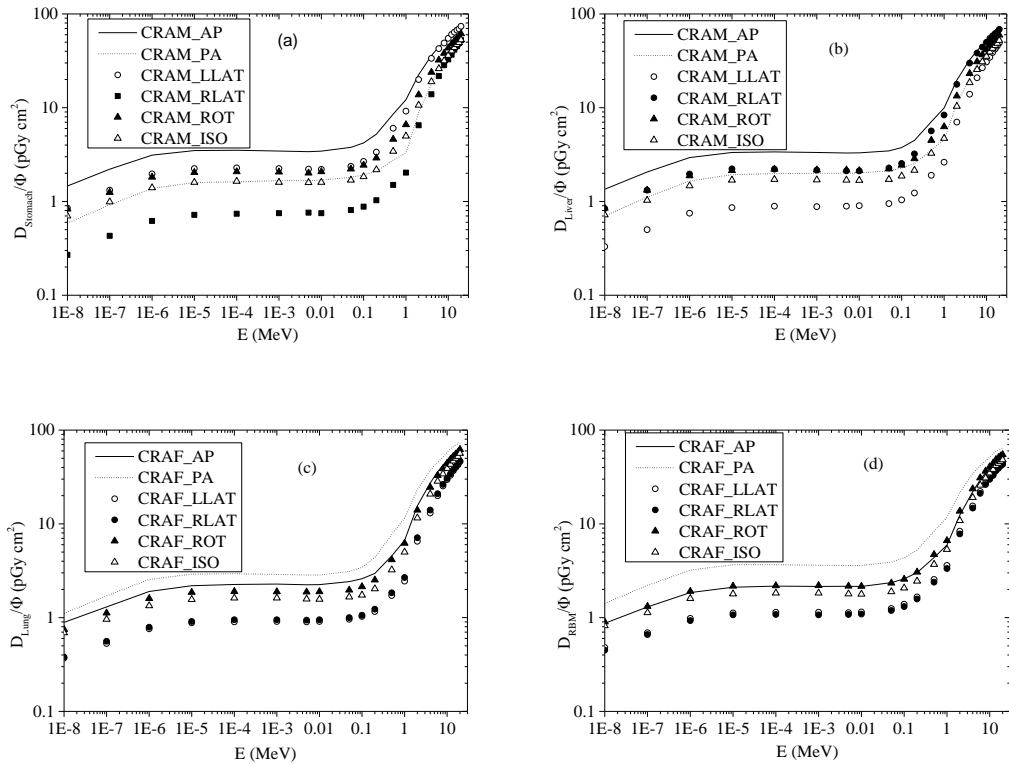 100
10
1
0.1
1E-8 1E-7 1E-6 1E-5 1E-4 1E-3 0.01 0.1 1 10
E (MeV)
D_Stomach/Φ (pGy cm²)
CRAM_AP
CRAM_PA
CRAM_LLAT
CRAM_RLAT
CRAM_ROT
CRAM_ISO
(a)
100
10
1
0.1
1E-8 1E-7 1E-6 1E-5 1E-4 1E-3 0.01 0.1 1 10
E (MeV)
D_Liver/Φ (pGy cm²)
CRAM_AP
CRAM_PA
CRAM_LLAT
CRAM_RLAT
CRAM_ROT
CRAM_ISO
(b)
100
10
1
0.1
1E-8 1E-7 1E-6 1E-5 1E-4 1E-3 0.01 0.1 1 10
E (MeV)
D_Lung/Φ (pGy cm²)
CRAF_AP
CRAF_PA
CRAF_LLAT
CRAF_RLAT
CRAF_ROT
CRAF_ISO
(c)
100
10
1
0.1
1E-8 1E-7 1E-6 1E-5 1E-4 1E-3 0.01 0.1 1 10
E (MeV)
D_RBM/Φ (pGy cm²)
CRAF_AP
CRAF_PA
CRAF_LLAT
CRAF_RLAT
CRAF_ROT
CRAF_ISO
(d)